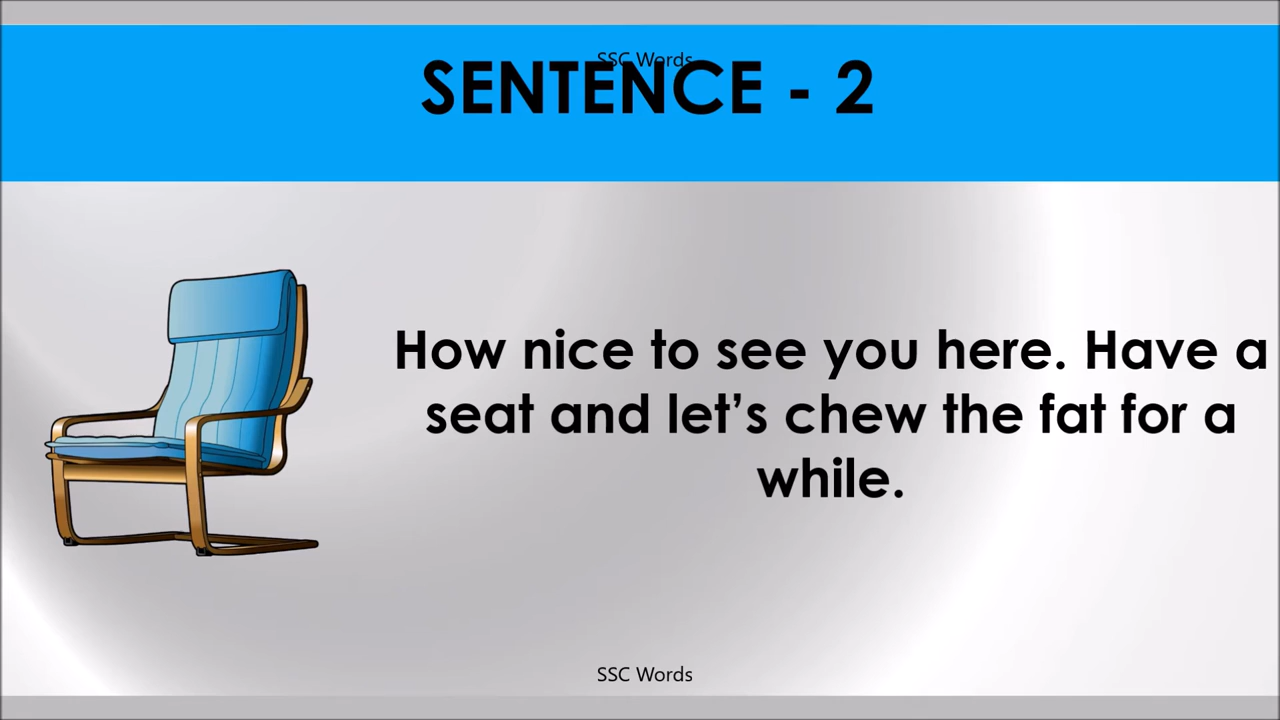 SSC Words
SENTENCE - 2
How nice to see you here. Have a
seat and let’s chew the fat for a
while.
SSC Words